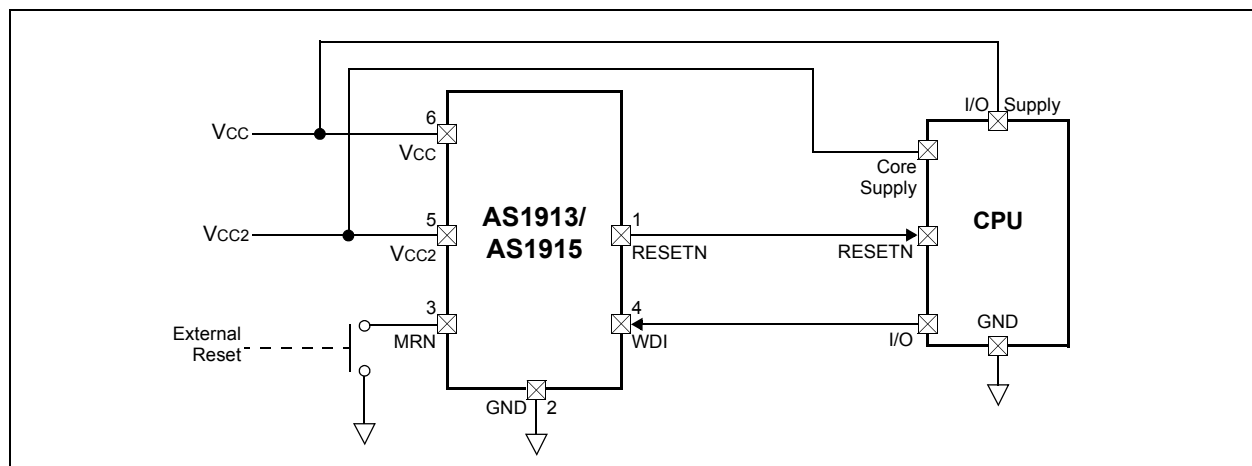 I/O Supply
6
VCC
VCC
Core
Supply
AS1913/
AS1915
CPU
5
VCC2
VCC2
1
RESETN
RESETN
3
MRN
External
Reset
4
WDI
I/O
GND
GND 2